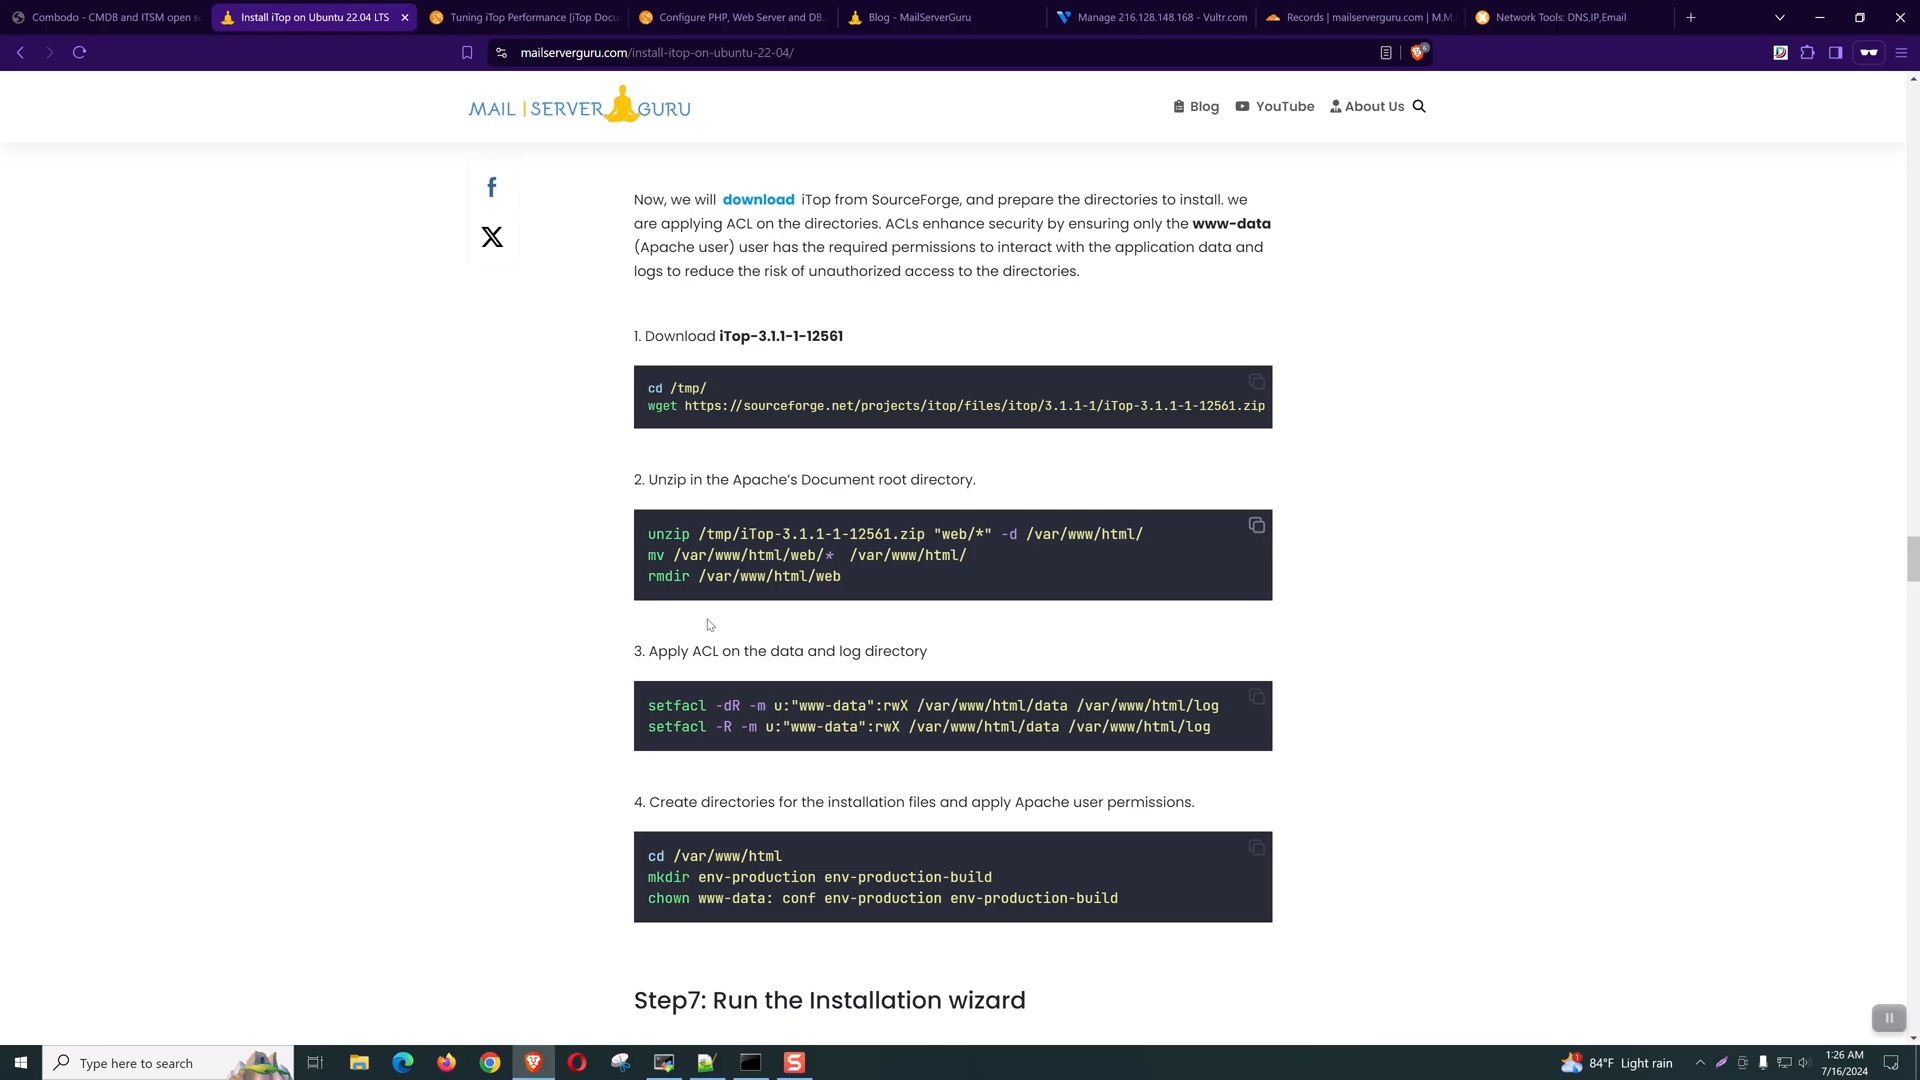 Combodo - CMDB and ITSM open s
Install iTop on Ubuntu 22.04 LTS
Tuning iTop Performance [iTop Docu
Configure PHP, Web Server and DB
Blog - MailServerGuru
Manage 216.128.148.168 - Vultr.com
Records | mailserverguru.com | M.M.
Network Tools: DNS,IP,Email
mailserverguru.com/install-itop-on-ubuntu-22-04/
6
MAIL | SERVER GURU
Blog
YouTube
About Us
Now, we will download iTop from SourceForge, and prepare the directories to install. we
are applying ACL on the directories. ACLs enhance security by ensuring only the www-data
(Apache user) user has the required permissions to interact with the application data and
logs to reduce the risk of unauthorized access to the directories.
1. Download iTop-3.1.1-1-12561
cd /tmp/
wget https://sourceforge.net/projects/itop/files/itop/3.1.1-1/iTop-3.1.1-1-12561.zip
2. Unzip in the Apache’s Document root directory.
unzip /tmp/iTop-3.1.1-1-12561.zip "web/*" -d /var/www/html/
mv /var/www/html/web/* /var/www/html/
rmdir /var/www/html/web
3. Apply ACL on the data and log directory
setfacl -dR -m u:"www-data":rwX /var/www/html/data /var/www/html/log
setfacl -R -m u:"www-data":rwX /var/www/html/data /var/www/html/log
4. Create directories for the installation files and apply Apache user permissions.
cd /var/www/html
mkdir env-production env-production-build
chown www-data: conf env-production env-production-build
Step7: Run the Installation wizard
Type here to search
84°F Light rain
1:26 AM
7/16/2024